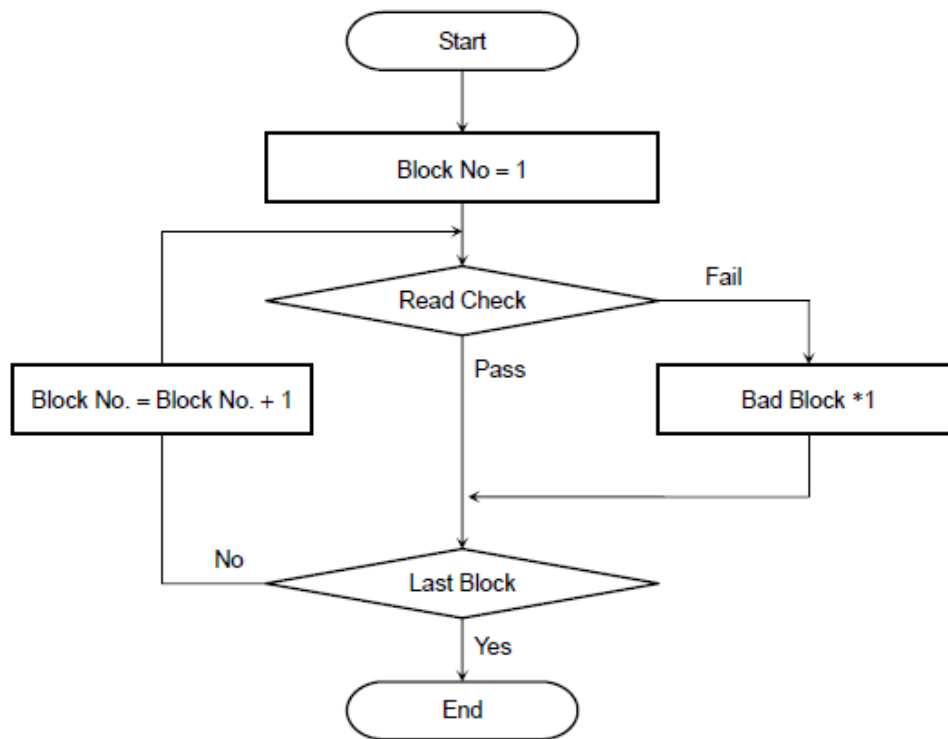 Start
Block No = 1
Read Check
Fail
Pass
Block No. = Block No. + 1
Bad Block *1
No
Last Block
Yes
End